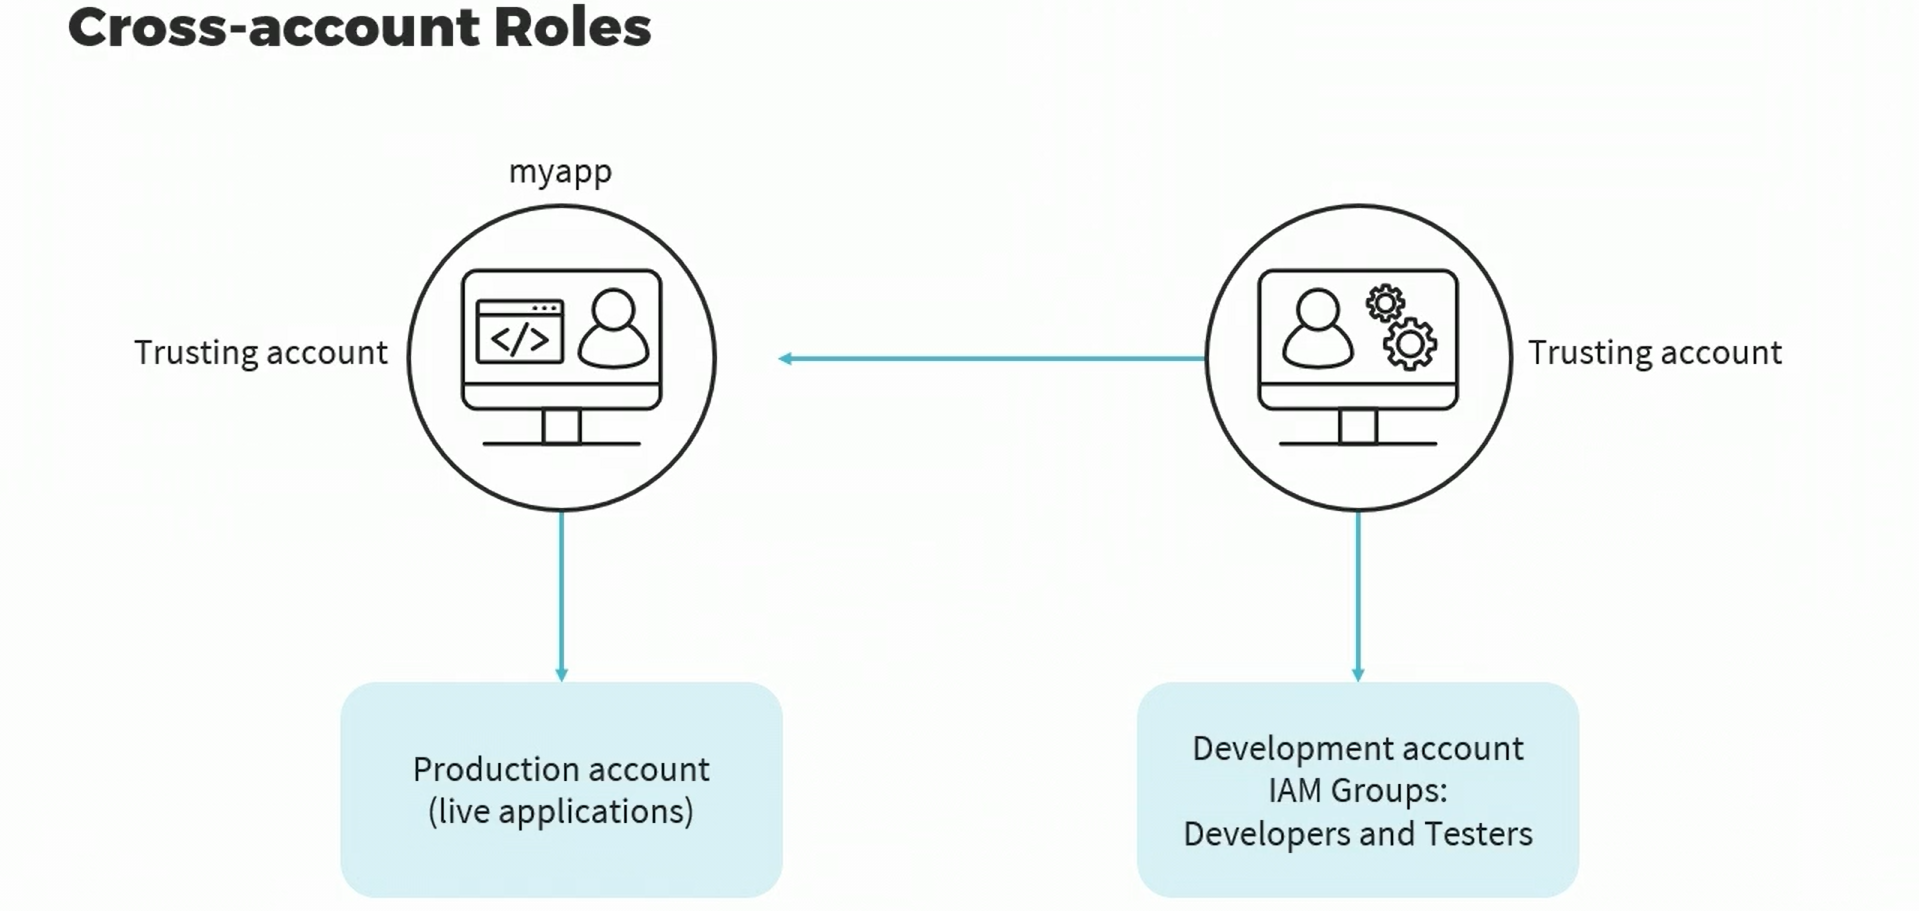 Cross-account Roles
myapp
Trusting account
</>
Trusting account
Production account
(live applications)
Development account
IAM Groups:
Developers and Testers